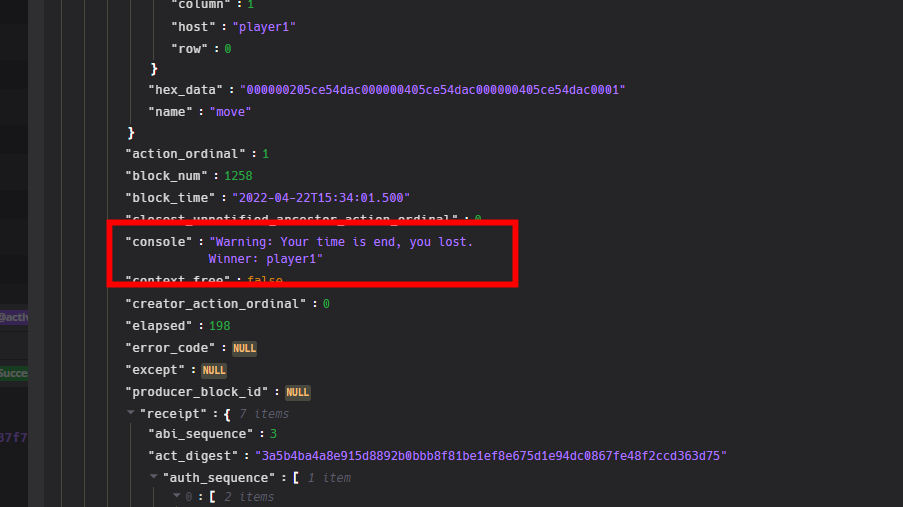 "column" : 1
"host" : "player1"
"row" : 0
}
"hex_data" : "000000205ce54dac000000405ce54dac000000405ce54dac0001"
"name" : "move"
}
"action_ordinal" : 1
"block_num" : 1258
"block_time" : "2022-04-22T15:34:01.500"
"closest_unnotified_ancestor_action_ordinal" : 0
"console" : "Warning: Your time is end, you lost.
Winner: player1"
"context_free" : false
"creator_action_ordinal" : 0
@activ
"elapsed" : 198
"error_code" : NULL
"except" : NULL
Succe
"producer_block_id" : NULL
"receipt" : { 7 items
"abi_sequence" : 3
37f7
"act_digest" : "3a5b4ba4a8e915d8892b0bbb8f81be1ef8e675d1e94dc0867fe48f2ccd363d75"
"auth_sequence" : [ 1 item
0 : [ 2 items